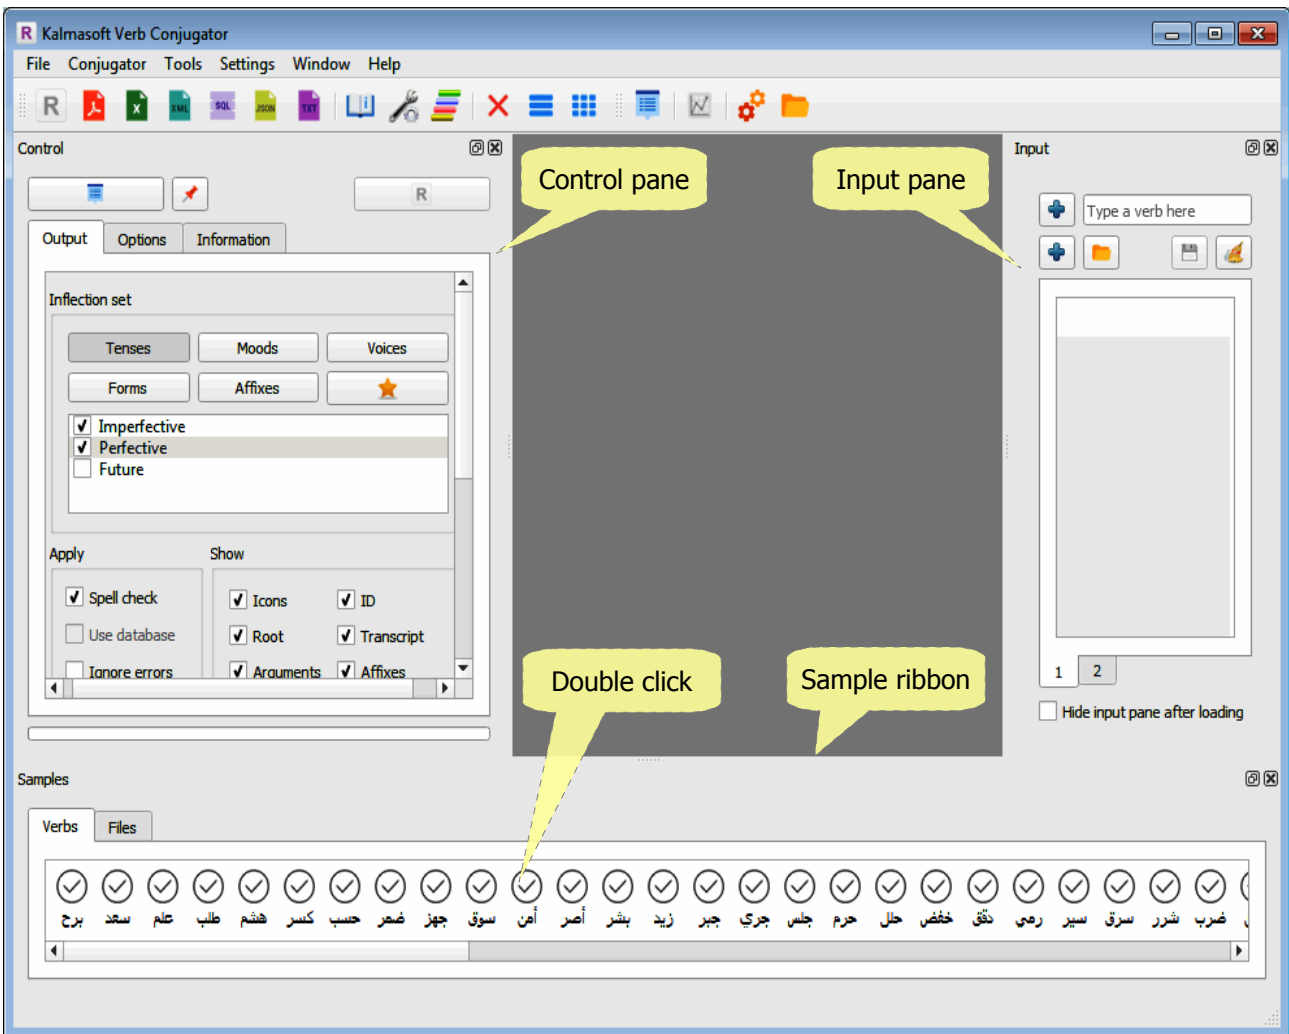 R Kalmasoft Verb Conjugator
File Conjugator Tools Settings Window Help
R X XML SQL JSON TXT
Control
Control pane
Input pane
Input
R
Type a verb here
Output Options Information
Inflection set
Tenses Moods Voices
Forms Affixes
Imperfective
Perfective
Future
Apply Show
Spell check Icons ID
Use database Root Transcript
Ignore errors Arguments Affixes
Double click
Sample ribbon
1 2
Hide input pane after loading
Samples
Verbs Files
برح سعد علم طلب هشم كسر حسب ضمر جهز سوق أمن أصر بشر زيد جبر جري جلس حرم حلل خفض دقق رمي سير سرق شرر ضرب